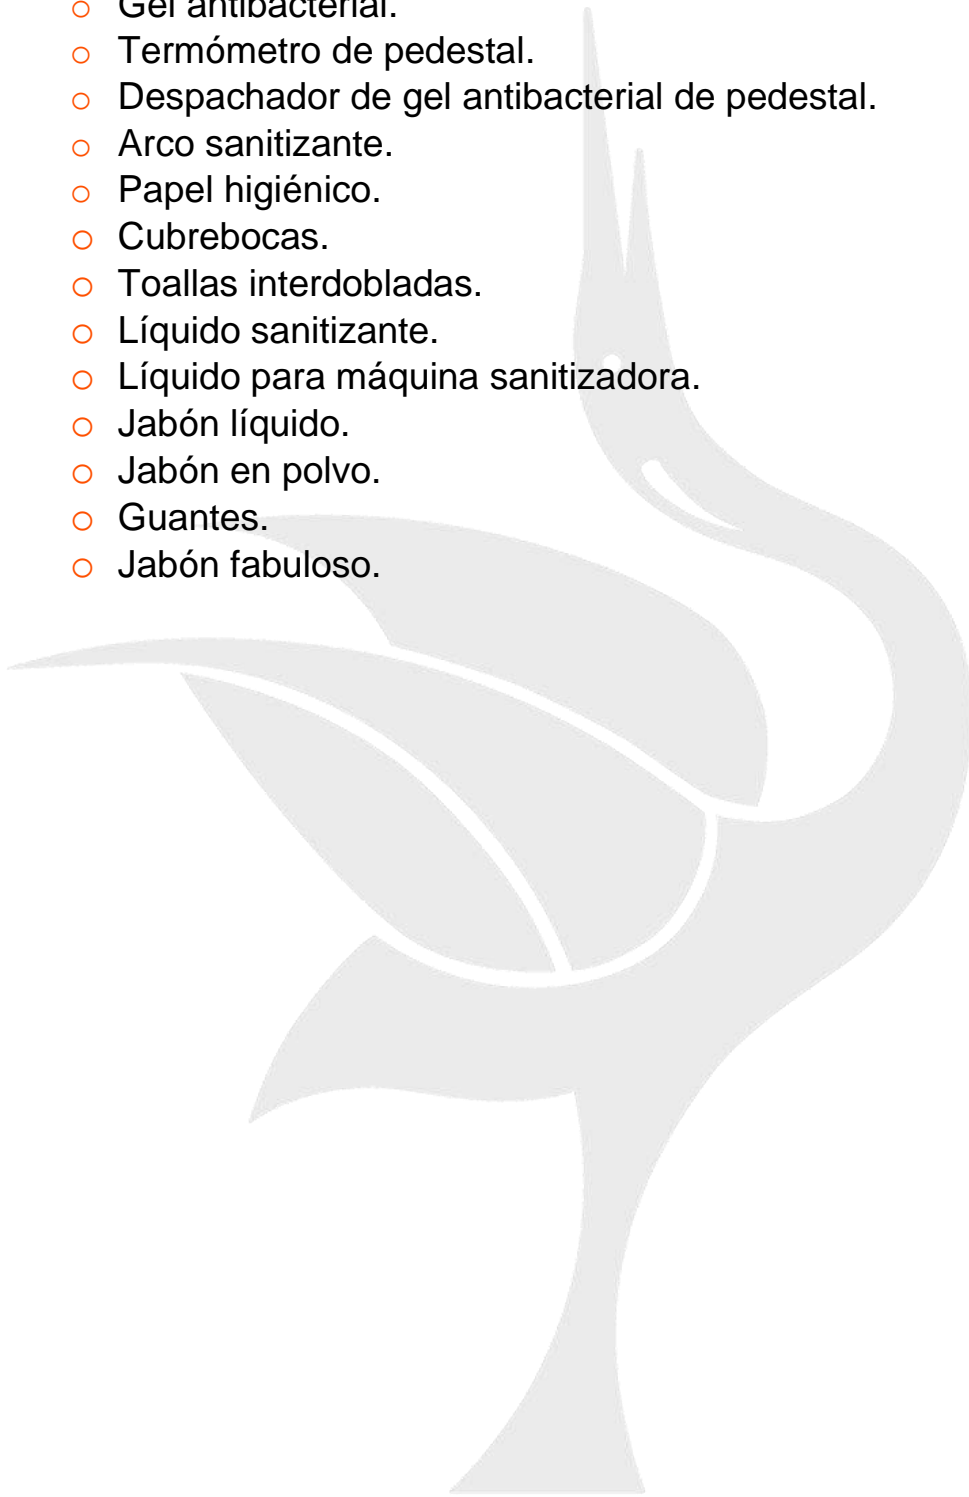 Gel antibacterial.
Termómetro de pedestal.
Despachador de gel antibacterial de pedestal.
Arco sanitizante.
Papel higiénico.
Cubrebocas.
Toallas interdobladas.
Líquido sanitizante.
Líquido para máquina sanitizadora.
Jabón líquido.
Jabón en polvo.
Guantes.
Jabón fabuloso.